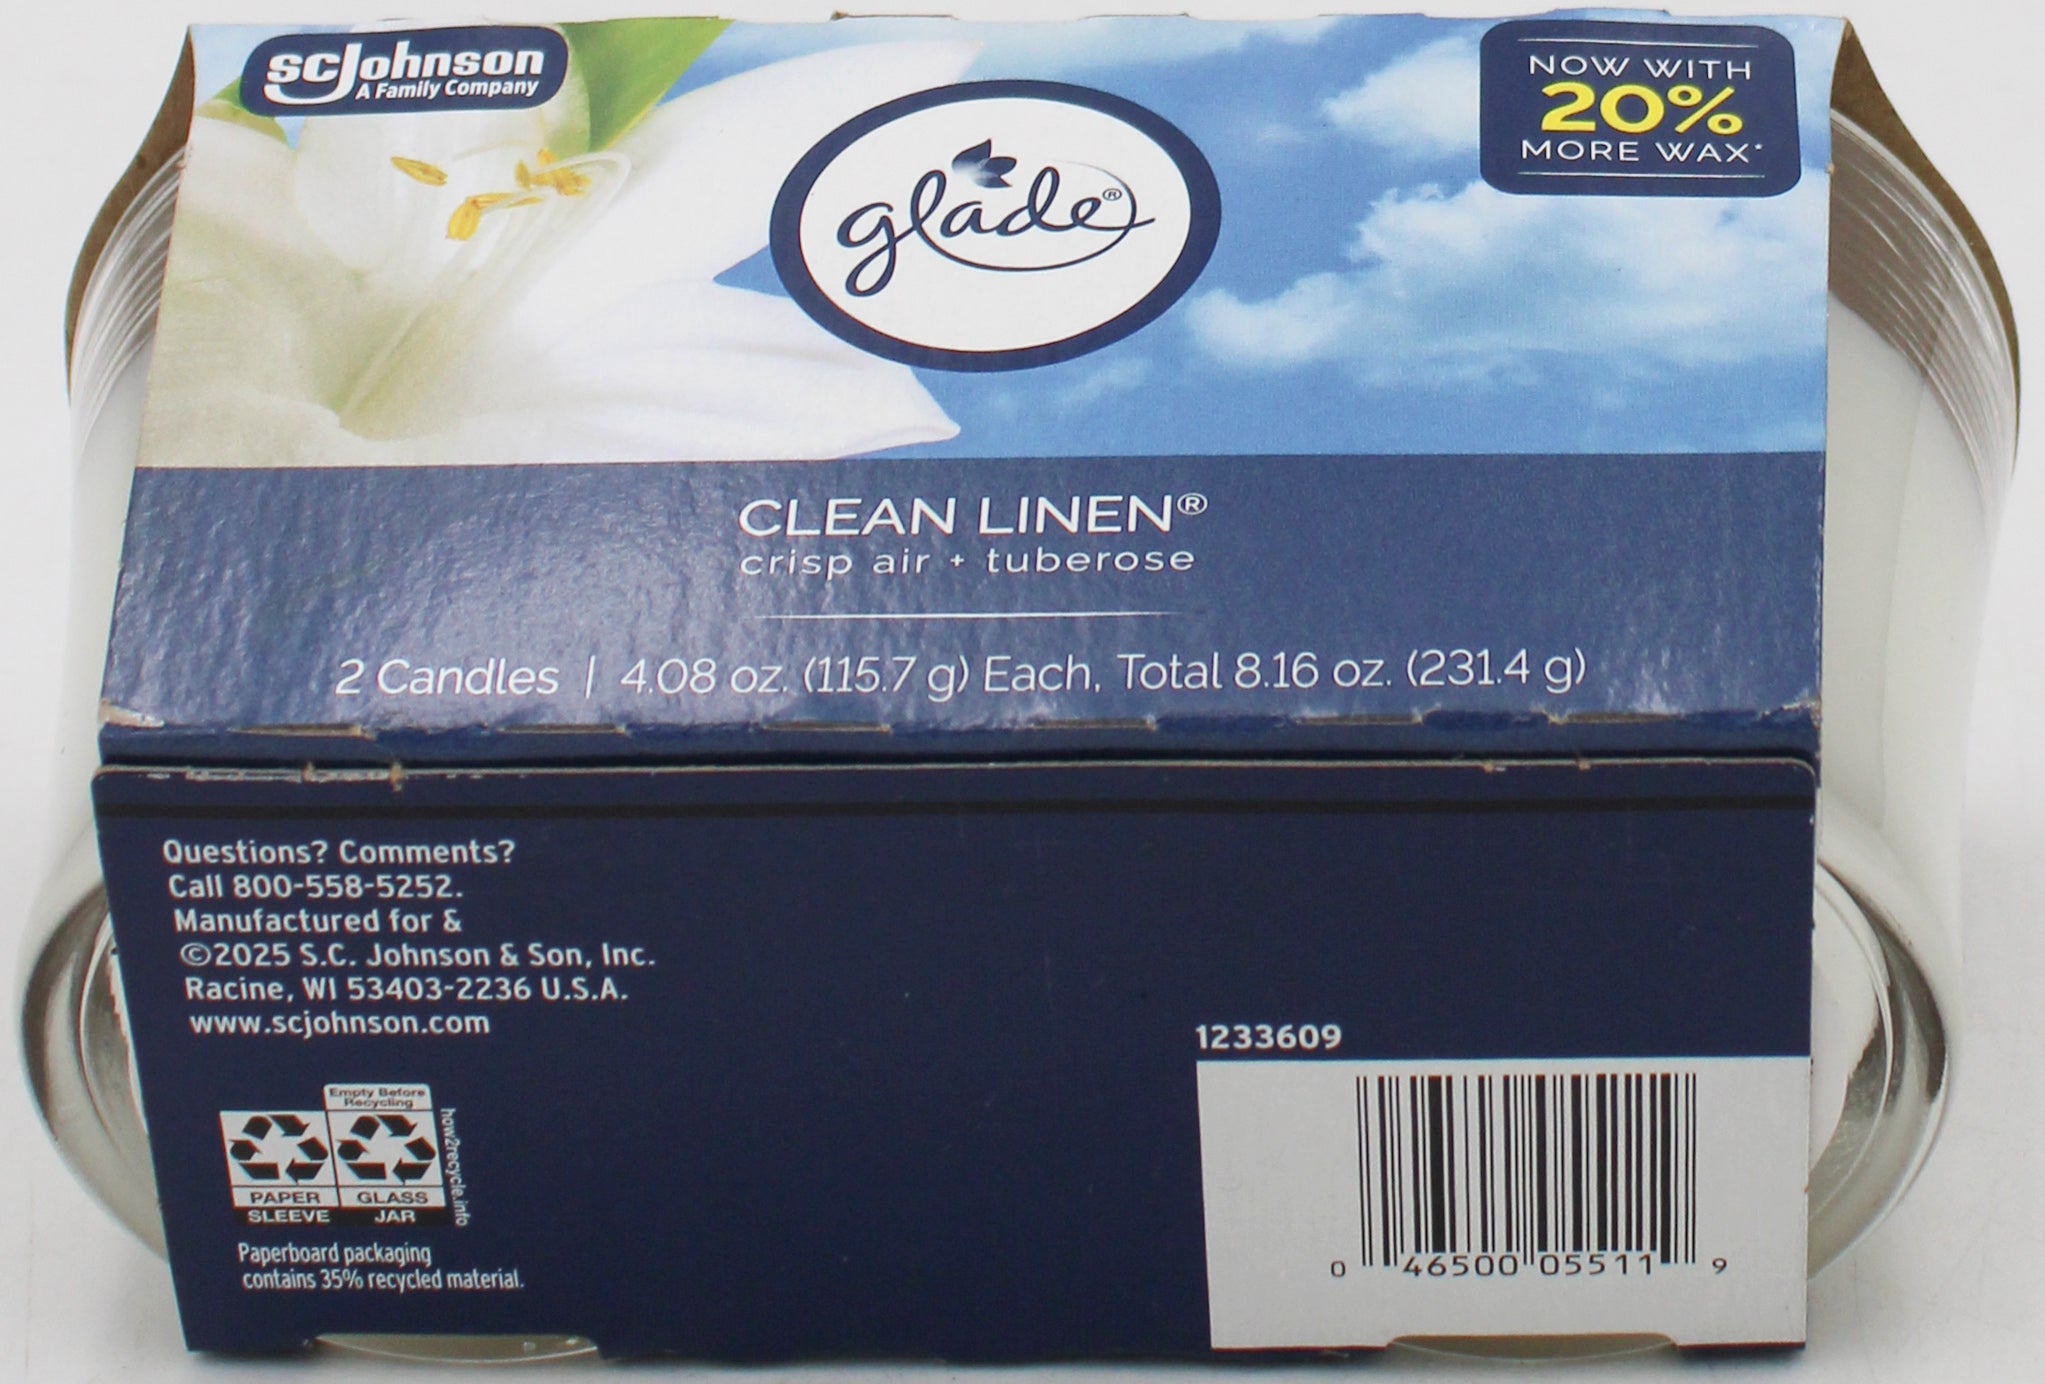 scjohnson
A Family Company
NOW WITH
20%
MORE WAX*
glade®
CLEAN LINEN®
crisp air + tuberose
2 Candles | 4.08 oz. (115.7 g) Each, Total 8.16 oz. (231.4 g)
Questions? Comments?
Call 800-558-5252.
Manufactured for &
©2025 S.C. Johnson & Son, Inc.
Racine, WI 53403-2236 U.S.A.
www.scjohnson.com
Empty Before
Recycling
PAPER
SLEEVE
GLASS
JAR
how2recycle.info
Paperboard packaging
contains 35% recycled material.
1233609
0 46500 05511 9